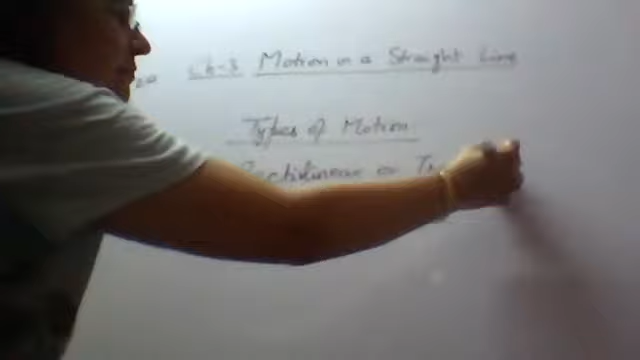 Ch-3 Motion in a Straight Line
Types of Motion
Rectilinear or